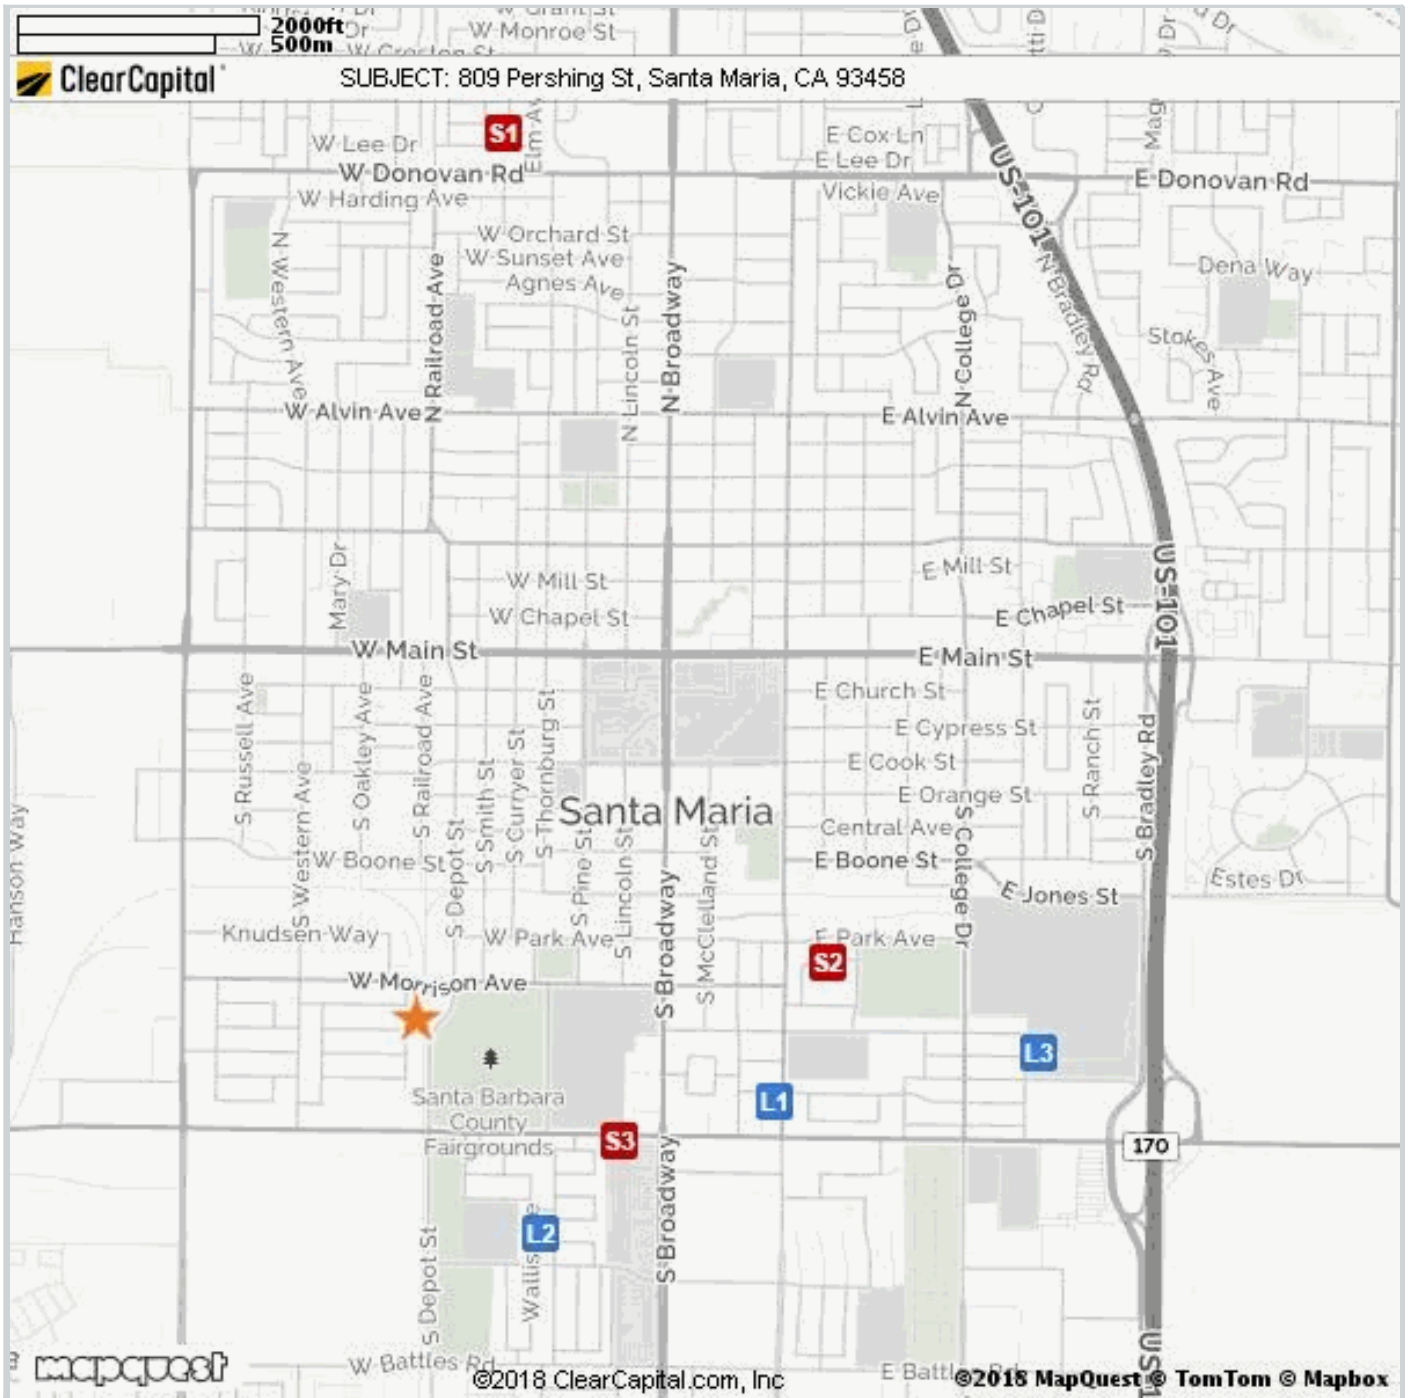 2000ft
500m
W Grant St
W Monroe St
W Creston St
ClearCapital
SUBJECT: 809 Pershing St, Santa Maria, CA 93458
S1
Elm Av
W Lee Dr
E Cox Ln
E Lee Dr
W Donovan Rd
US-101
E Donovan Rd
W Harding Ave
Vickie Ave
W Orchard St
W Sunset Ave
Agnes Ave
N Western Ave
N Railroad Ave
N Lincoln St
N Broadway
N College Dr
N Bradley Rd
Dena Way
Stokes Ave
W Alvin Ave
E Alvin Ave
Mary Dr
W Mill St
E Mill St
US-101
W Chapel St
E Chapel St
W Main St
E Main St
S Russell Ave
S Oakley Ave
S Railroad Ave
S Thornburg St
E Church St
S Ranch St
S Bradley Rd
E Cypress St
S Curryer St
S Smith St
E Cook St
S Western Ave
E Orange St
Santa Maria
Hanson Way
S Depot St
S Pine St
S Lincoln St
S McClelland St
Central Ave
S College Dr
W Boone St
E Boone St
Estes Dr
E Jones St
S Broadway
Knudsen Way
W Park Ave
E Park Ave
S2
W Morrison Ave
L3
Santa Barbara
County
Fairgrounds
L1
S3
170
S Broadway
L2
S Depot St
W Battles Rd
mapquest
©2018 ClearCapital.com, Inc
©2018 MapQuest © TomTom © Mapbox